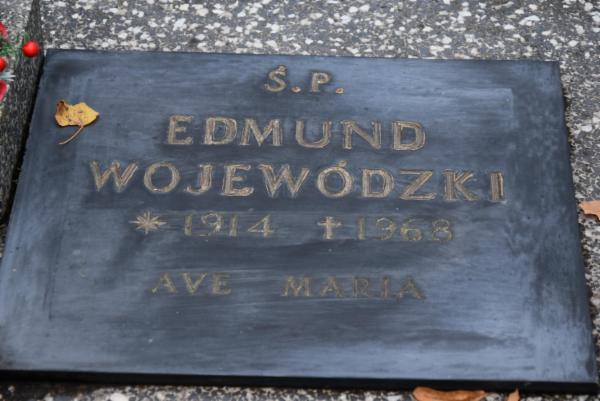 Ś.P.
EDMUND
WOJEWÓDZKI
* 1914 † 1968
AVE MARIA